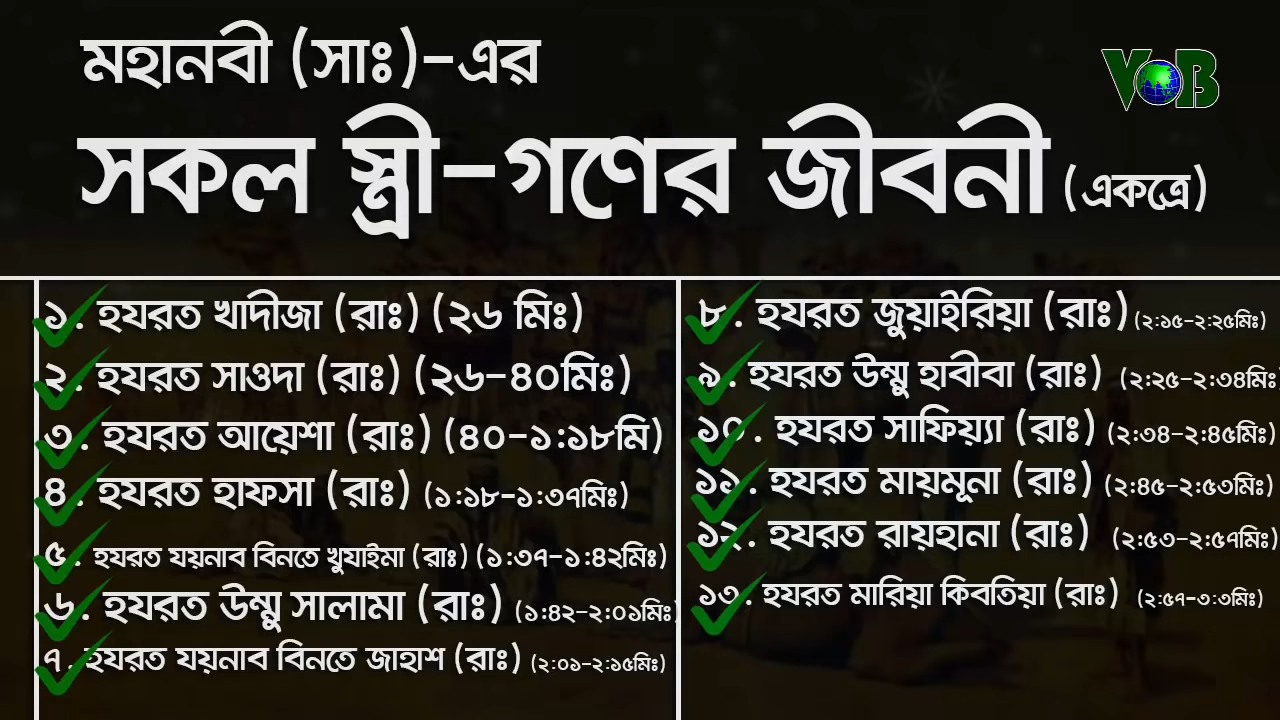 মহানবী (সাঃ)-এর
সকল স্ত্রী-গণের জীবনী (একত্রে)
VOB
১. হযরত খাদীজা (রাঃ) (২৬ মিঃ)
২. হযরত সাওদা (রাঃ) (২৬-৪০মিঃ)
৩. হযরত আয়েশা (রাঃ) (৪০-১:১৮মি)
৪. হযরত হাফসা (রাঃ) (১:১৮-১:৩৭মিঃ)
৫. হযরত যয়নাব বিনতে খুযাইমা (রাঃ) (১:৩৭-১:৪২মিঃ)
৬. হযরত উম্মু সালামা (রাঃ) (১:৪২-২:০১মিঃ)
৭. হযরত যয়নাব বিনতে জাহাশ (রাঃ) (২:০১-২:১৫মিঃ)
৮. হযরত জুয়াইরিয়া (রাঃ) (২:১৫-২:২৫মিঃ)
৯. হযরত উম্মু হাবীবা (রাঃ) (২:২৫-২:৩৪মিঃ)
১০. হযরত সাফিয়্যা (রাঃ) (২:৩৪-২:৪৫মিঃ)
১১. হযরত মায়মূনা (রাঃ) (২:৪৫-২:৫৩মিঃ)
১২. হযরত রায়হানা (রাঃ) (২:৫৩-২:৫৭মিঃ)
১৩. হযরত মারিয়া কিবতিয়া (রাঃ) (২:৫৭-৩:৩মিঃ)